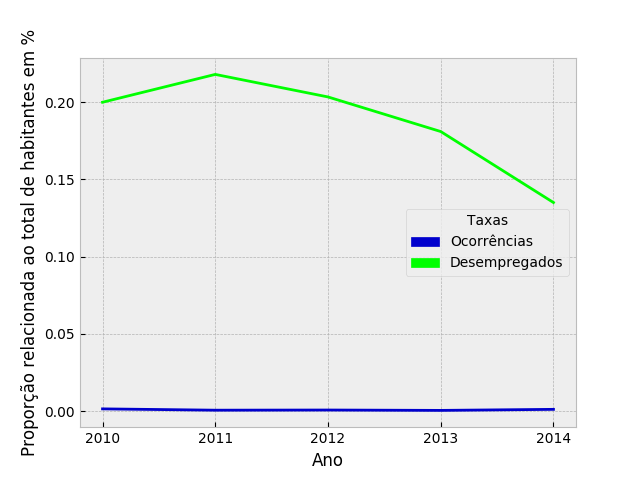 Proporção relacionada ao total de habitantes em %
0.20
0.15
0.10
0.05
0.00
Taxas
Ocorrências
Desempregados
2010 2011 2012 2013 2014
Ano